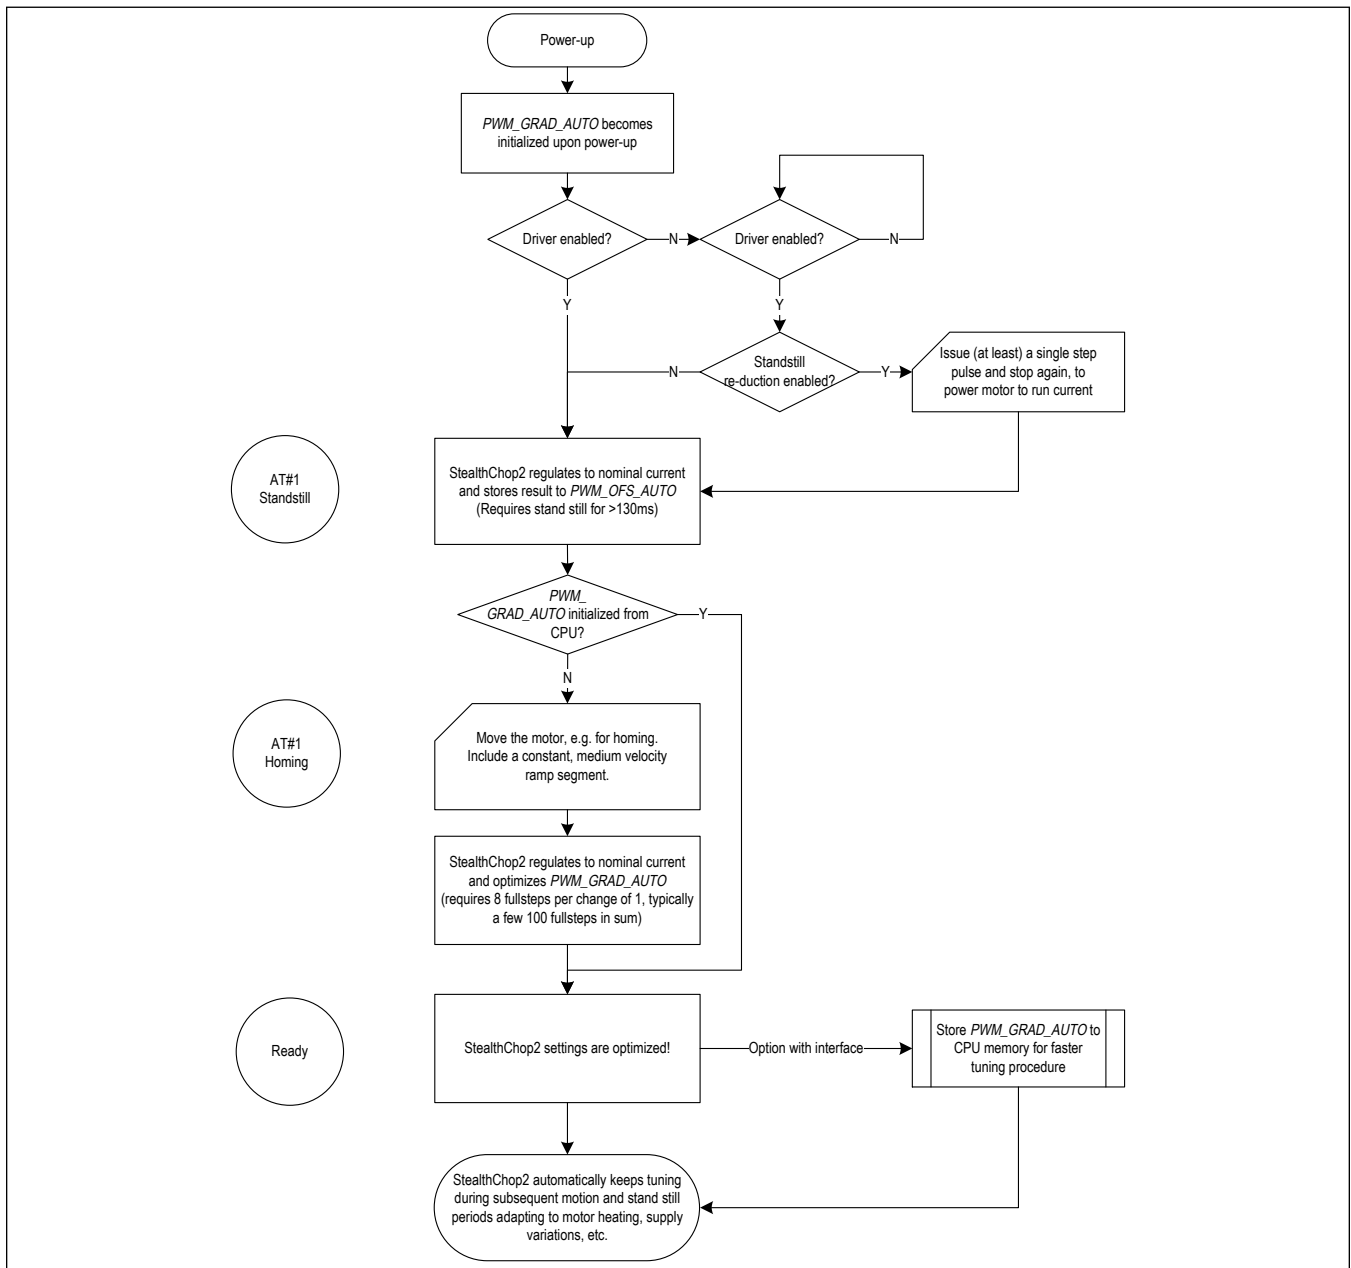 Power-up
PWM_GRAD_AUTO becomes
initialized upon power-up
Driver enabled?
N
Driver enabled?
N
Y
Y
Standstill
re-duction enabled?
N
Y
Issue (at least) a single step
pulse and stop again, to
power motor to run current
AT#1
Standstill
StealthChop2 regulates to nominal current
and stores result to PWM_OFS_AUTO
(Requires stand still for >130ms)
PWM_
GRAD_AUTO initialized from
CPU?
Y
N
AT#1
Homing
Move the motor, e.g. for homing.
Include a constant, medium velocity
ramp segment.
StealthChop2 regulates to nominal current
and optimizes PWM_GRAD_AUTO
(requires 8 fullsteps per change of 1, typically
a few 100 fullsteps in sum)
Ready
StealthChop2 settings are optimized!
Option with interface
Store PWM_GRAD_AUTO to
CPU memory for faster
tuning procedure
StealthChop2 automatically keeps tuning
during subsequent motion and stand still
periods adapting to motor heating, supply
variations, etc.